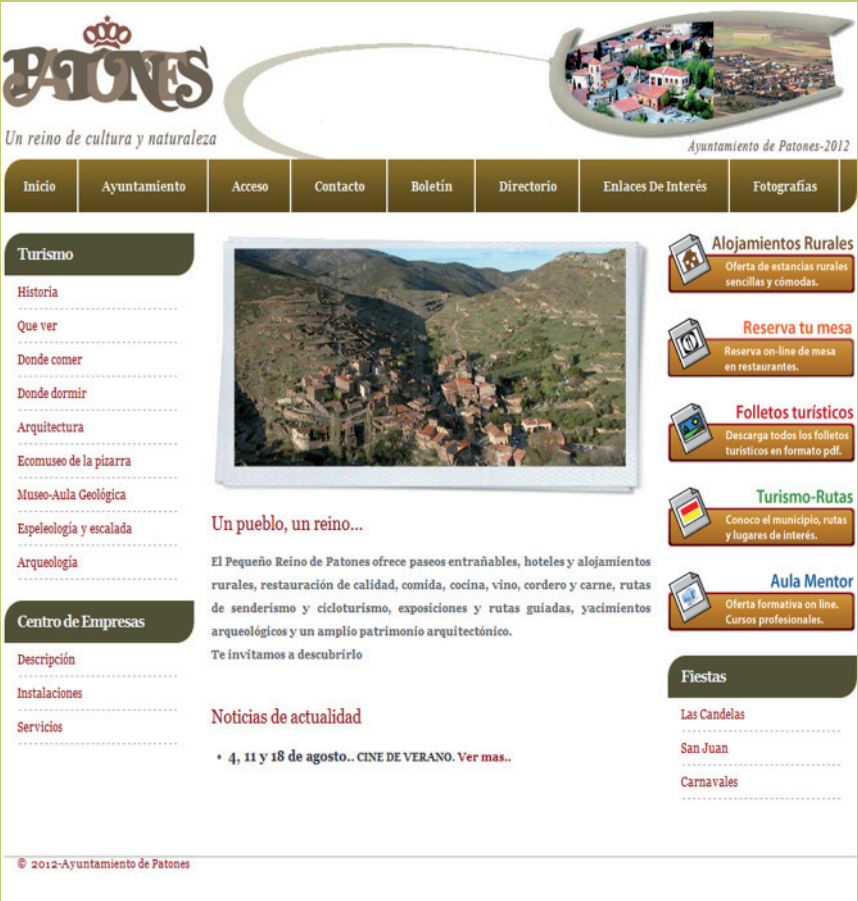 PATONES
Un reino de cultura y naturaleza
Ayuntamiento de Patones-2012
Inicio
Ayuntamiento
Acceso
Contacto
Boletín
Directorio
Enlaces De Interés
Fotografías
Turismo
Historia
Que ver
Donde comer
Donde dormir
Arquitectura
Ecomuseo de la pizarra
Museo-Aula Geológica
Espeleología y escalada
Arqueología
Centro de Empresas
Descripción
Instalaciones
Servicios
Un pueblo, un reino...
El Pequeño Reino de Patones ofrece paseos entrañables, hoteles y alojamientos
rurales, restauración de calidad, comida, cocina, vino, cordero y carne, rutas
de senderismo y cicloturismo, exposiciones y rutas guiadas, yacimientos
arqueológicos y un amplio patrimonio arquitectónico.
Te invitamos a descubrirlo
Noticias de actualidad
• 4, 11 y 18 de agosto.. CINE DE VERANO. Ver mas..
Alojamientos Rurales
Oferta de estancias rurales
sencillas y cómodas.
Reserva tu mesa
Reserva on-line de mesa
en restaurantes.
Folletos turísticos
Descarga todos los folletos
turísticos en formato pdf.
Turismo-Rutas
Conoco el municipio, rutas
y lugares de interés.
Aula Mentor
Oferta formativa on line.
Cursos profesionales.
Fiestas
Las Candelas
San Juan
Carnavales
© 2012-Ayuntamiento de Patones